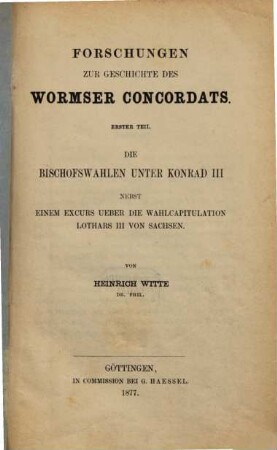 FORSCHUNGEN
ZUR GESCHICHTE DES
WORMSER CONCORDATS.
ERSTER TEIL.
DIE
BISCHOFSWAHLEN UNTER KONRAD III
NEBST
EINEM EXCURS UEBER DIE WAHLCAPITULATION
LOTHARS III VON SACHSEN.
VON
HEINRICH WITTE
DR. PHIL.
GÖTTINGEN,
IN COMMISSION BEI G. HAESSEL.
1877.